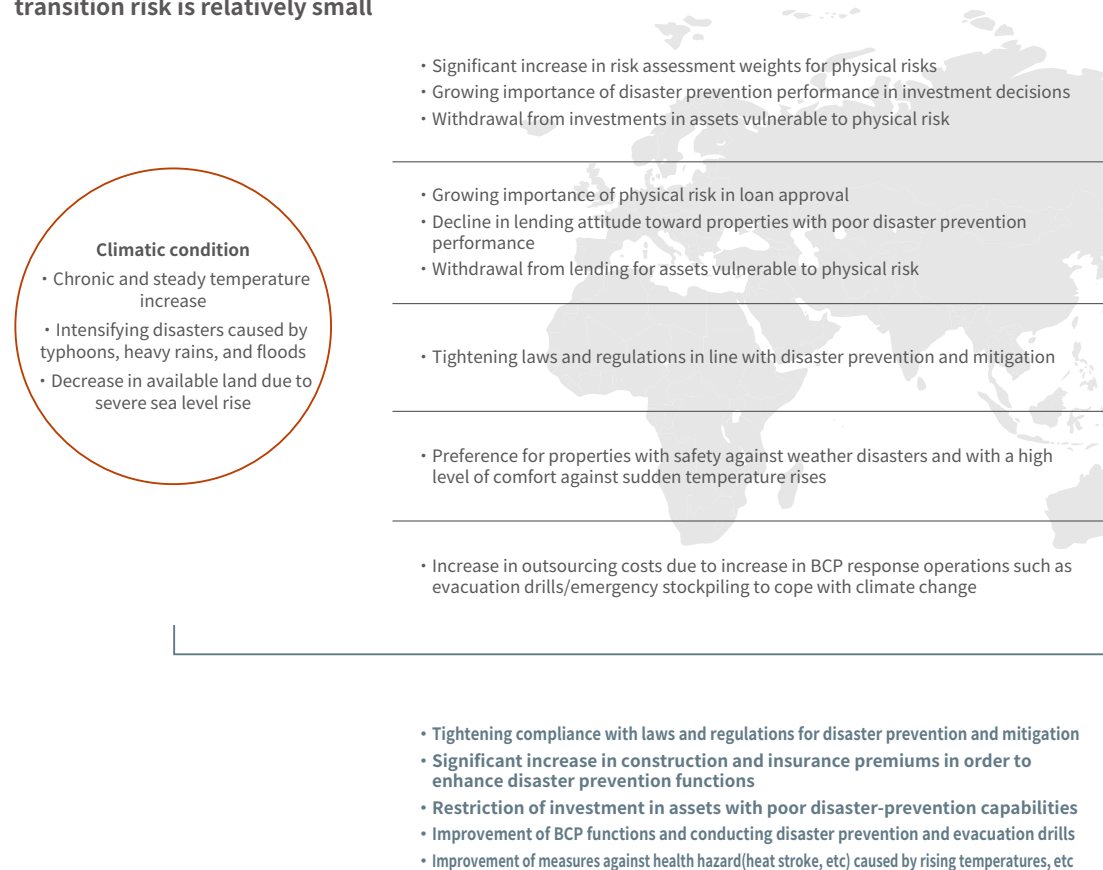 transition risk is relatively small
・Significant increase in risk assessment weights for physical risks
・Growing importance of disaster prevention performance in investment decisions
・Withdrawal from investments in assets vulnerable to physical risk
・Growing importance of physical risk in loan approval
・Decline in lending attitude toward properties with poor disaster prevention
performance
・Withdrawal from lending for assets vulnerable to physical risk
Climatic condition
・Chronic and steady temperature
increase
・Intensifying disasters caused by
typhoons, heavy rains, and floods
・Decrease in available land due to
severe sea level rise
・Tightening laws and regulations in line with disaster prevention and mitigation
・Preference for properties with safety against weather disasters and with a high
level of comfort against sudden temperature rises
・Increase in outsourcing costs due to increase in BCP response operations such as
evacuation drills/emergency stockpiling to cope with climate change
・Tightening compliance with laws and regulations for disaster prevention and mitigation
・Significant increase in construction and insurance premiums in order to
enhance disaster prevention functions
・Restriction of investment in assets with poor disaster-prevention capabilities
・Improvement of BCP functions and conducting disaster prevention and evacuation drills
・Improvement of measures against health hazard(heat stroke, etc) caused by rising temperatures, etc